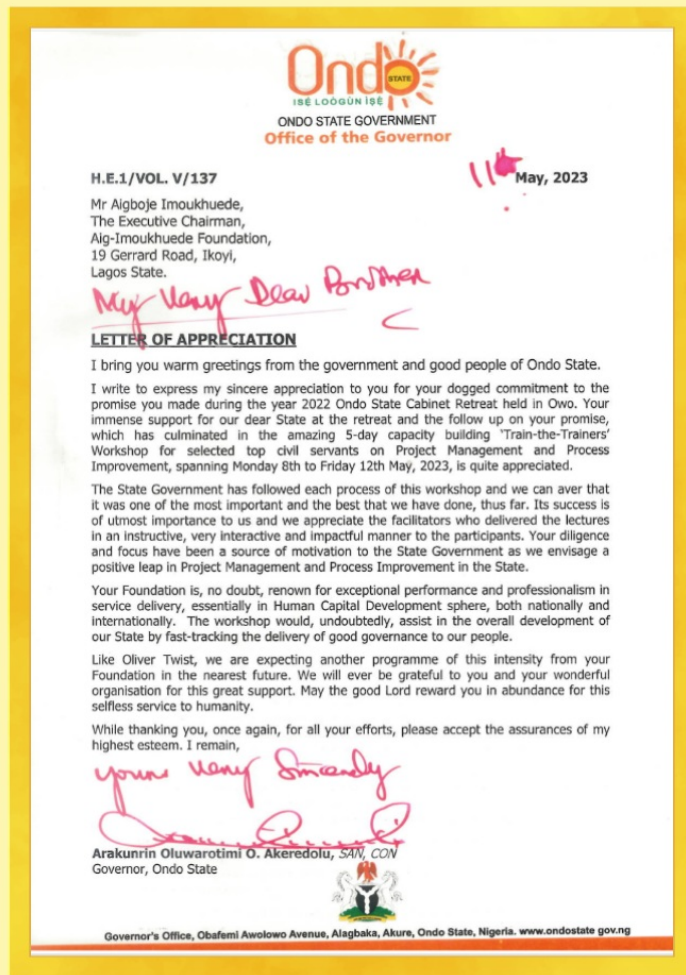 Ondo
STATE
ISẸ́ LOÒGÙN ÌṢẸ́
ONDO STATE GOVERNMENT
Office of the Governor
H.E.1/VOL. V/137
11th May, 2023
Mr Aigboje Imoukhuede,
The Executive Chairman,
Aig-Imoukhuede Foundation,
19 Gerrard Road, Ikoyi,
Lagos State.
My Very Dear Brother
LETTER OF APPRECIATION
I bring you warm greetings from the government and good people of Ondo State.
I write to express my sincere appreciation to you for your dogged commitment to the
promise you made during the year 2022 Ondo State Cabinet Retreat held in Owo. Your
immense support for our dear State at the retreat and the follow up on your promise,
which has culminated in the amazing 5-day capacity building 'Train-the-Trainers'
Workshop for selected top civil servants on Project Management and Process
Improvement, spanning Monday 8th to Friday 12th May, 2023, is quite appreciated.
The State Government has followed each process of this workshop and we can aver that
it was one of the most important and the best that we have done, thus far. Its success is
of utmost importance to us and we appreciate the facilitators who delivered the lectures
in an instructive, very interactive and impactful manner to the participants. Your diligence
and focus have been a source of motivation to the State Government as we envisage a
positive leap in Project Management and Process Improvement in the State.
Your Foundation is, no doubt, renown for exceptional performance and professionalism in
service delivery, essentially in Human Capital Development sphere, both nationally and
internationally. The workshop would, undoubtedly, assist in the overall development of
our State by fast-tracking the delivery of good governance to our people.
Like Oliver Twist, we are expecting another programme of this intensity from your
Foundation in the nearest future. We will ever be grateful to you and your wonderful
organisation for this great support. May the good Lord reward you in abundance for this
selfless service to humanity.
While thanking you, once again, for all your efforts, please accept the assurances of my
highest esteem. I remain,
yours very Sincerely
Arakunrin Oluwarotimi O. Akeredolu, SAN, CON
Governor, Ondo State
Governor's Office, Obafemi Awolowo Avenue, Alagbaka, Akure, Ondo State, Nigeria. www.ondostate gov.ng